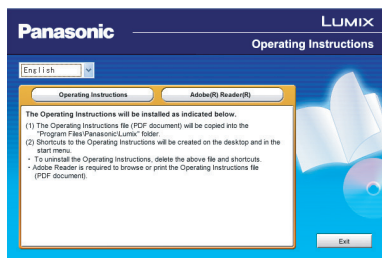 LUMIX
Panasonic
Operating Instructions
English
Operating Instructions
Adobe(R) Reader(R)
The Operating Instructions will be installed as indicated below.
(1) The Operating Instructions file (PDF document) will be copied into the
"Program Files\Panasonic\Lumix" folder.
(2) Shortcuts to the Operating Instructions will be created on the desktop and in the
start menu.
・ To uninstall the Operating Instructions, delete the above file and shortcuts.
・ Adobe Reader is required to browse or print the Operating Instructions file
(PDF document).
Exit